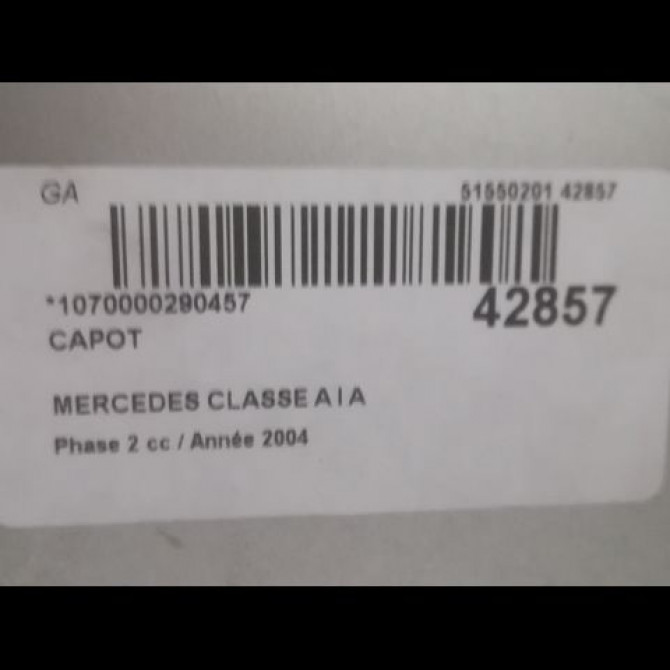 GA 51550201 42857
*1070000290457 42857
CAPOT
MERCEDES CLASSE A I A
Phase 2 cc / Année 2004